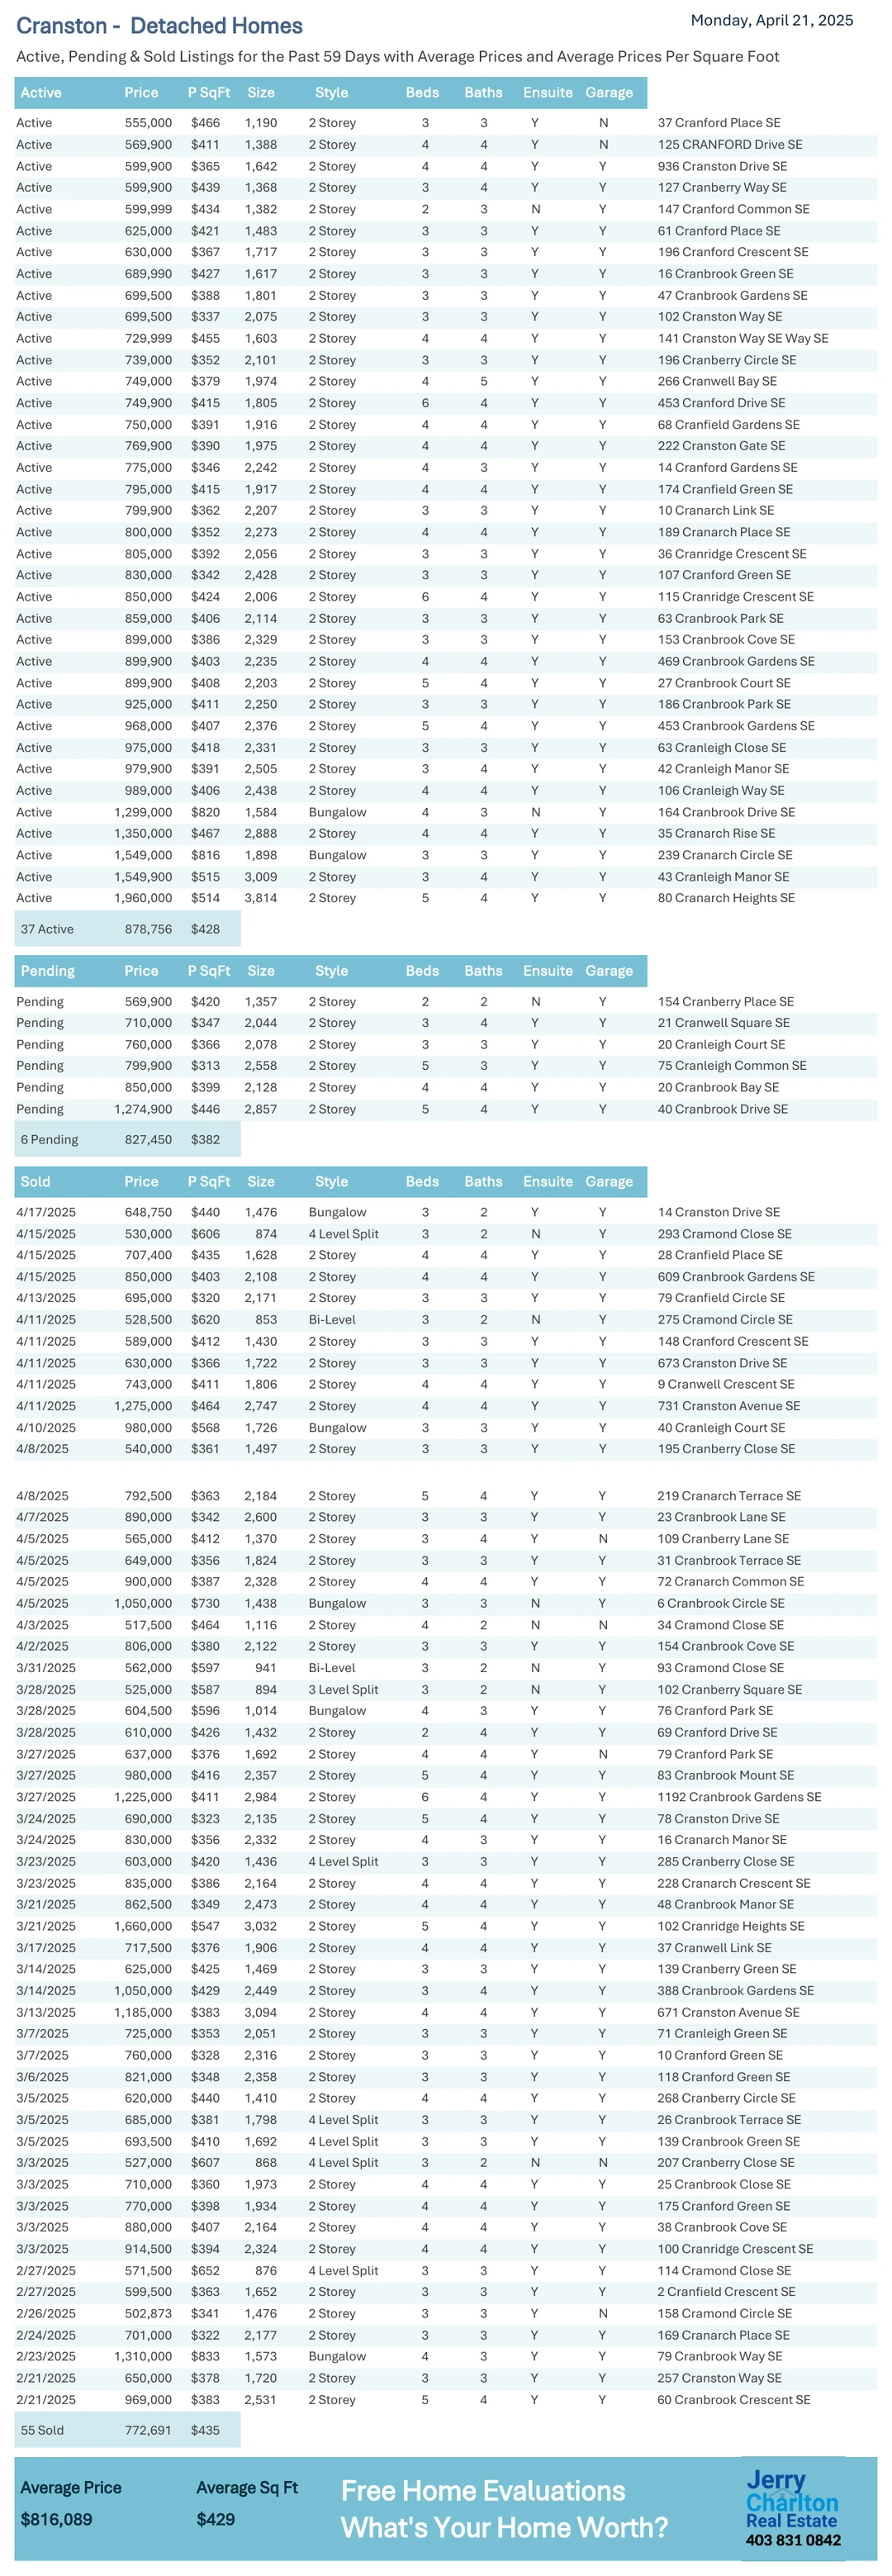 Cranston - Detached Homes
Monday, April 21, 2025
Active, Pending & Sold Listings for the Past 59 Days with Average Prices and Average Prices Per Square Foot
Active Price P SqFt Size Style Beds Baths Ensuite Garage
Active 555,000 $466 1,190 2 Storey 3 3 Y N 37 Cranford Place SE
Active 569,900 $411 1,388 2 Storey 4 4 Y N 125 CRANFORD Drive SE
Active 599,900 $365 1,642 2 Storey 4 4 Y Y 936 Cranston Drive SE
Active 599,900 $439 1,368 2 Storey 3 4 Y Y 127 Cranberry Way SE
Active 599,999 $434 1,382 2 Storey 2 3 N Y 147 Cranford Common SE
Active 625,000 $421 1,483 2 Storey 3 3 Y Y 61 Cranford Place SE
Active 630,000 $367 1,717 2 Storey 3 3 Y Y 196 Cranford Crescent SE
Active 689,990 $427 1,617 2 Storey 3 3 Y Y 16 Cranbrook Green SE
Active 699,500 $388 1,801 2 Storey 3 3 Y Y 47 Cranbrook Gardens SE
Active 699,500 $337 2,075 2 Storey 3 3 Y Y 102 Cranston Way SE
Active 729,999 $455 1,603 2 Storey 4 4 Y Y 141 Cranston Way SE Way SE
Active 739,000 $352 2,101 2 Storey 3 3 Y Y 196 Cranberry Circle SE
Active 749,000 $379 1,974 2 Storey 4 5 Y Y 266 Cranwell Bay SE
Active 749,900 $415 1,805 2 Storey 6 4 Y Y 453 Cranford Drive SE
Active 750,000 $391 1,916 2 Storey 4 4 Y Y 68 Cranfield Gardens SE
Active 769,900 $390 1,975 2 Storey 4 4 Y Y 222 Cranston Gate SE
Active 775,000 $346 2,242 2 Storey 4 3 Y Y 14 Cranford Gardens SE
Active 795,000 $415 1,917 2 Storey 4 4 Y Y 174 Cranfield Green SE
Active 799,900 $362 2,207 2 Storey 3 3 Y Y 10 Cranarch Link SE
Active 800,000 $352 2,273 2 Storey 4 4 Y Y 189 Cranarch Place SE
Active 805,000 $392 2,056 2 Storey 3 3 Y Y 36 Cranridge Crescent SE
Active 830,000 $342 2,428 2 Storey 3 3 Y Y 107 Cranford Green SE
Active 850,000 $424 2,006 2 Storey 6 4 Y Y 115 Cranridge Crescent SE
Active 859,000 $406 2,114 2 Storey 3 3 Y Y 63 Cranbrook Park SE
Active 899,000 $386 2,329 2 Storey 3 3 Y Y 153 Cranbrook Cove SE
Active 899,900 $403 2,235 2 Storey 4 4 Y Y 469 Cranbrook Gardens SE
Active 899,900 $408 2,203 2 Storey 5 4 Y Y 27 Cranbrook Court SE
Active 925,000 $411 2,250 2 Storey 3 3 Y Y 186 Cranbrook Park SE
Active 968,000 $407 2,376 2 Storey 5 4 Y Y 453 Cranbrook Gardens SE
Active 975,000 $418 2,331 2 Storey 3 3 Y Y 63 Cranleigh Close SE
Active 979,900 $391 2,505 2 Storey 3 4 Y Y 42 Cranleigh Manor SE
Active 989,000 $406 2,438 2 Storey 4 4 Y Y 106 Cranleigh Way SE
Active 1,299,000 $820 1,584 Bungalow 4 3 N Y 164 Cranbrook Drive SE
Active 1,350,000 $467 2,888 2 Storey 4 4 Y Y 35 Cranarch Rise SE
Active 1,549,000 $816 1,898 Bungalow 3 3 Y Y 239 Cranarch Circle SE
Active 1,549,900 $515 3,009 2 Storey 3 4 Y Y 43 Cranleigh Manor SE
Active 1,960,000 $514 3,814 2 Storey 5 4 Y Y 80 Cranarch Heights SE
37 Active 878,756 $428
Pending Price P SqFt Size Style Beds Baths Ensuite Garage
Pending 569,900 $420 1,357 2 Storey 2 2 N Y 154 Cranberry Place SE
Pending 710,000 $347 2,044 2 Storey 3 4 Y Y 21 Cranwell Square SE
Pending 760,000 $366 2,078 2 Storey 3 3 Y Y 20 Cranleigh Court SE
Pending 799,900 $313 2,558 2 Storey 5 3 Y Y 75 Cranleigh Common SE
Pending 850,000 $399 2,128 2 Storey 4 4 Y Y 20 Cranbrook Bay SE
Pending 1,274,900 $446 2,857 2 Storey 5 4 Y Y 40 Cranbrook Drive SE
6 Pending 827,450 $382
Sold Price P SqFt Size Style Beds Baths Ensuite Garage
4/17/2025 648,750 $440 1,476 Bungalow 3 2 Y Y 14 Cranston Drive SE
4/15/2025 530,000 $606 874 4 Level Split 3 2 N Y 293 Cramond Close SE
4/15/2025 707,400 $435 1,628 2 Storey 4 4 Y Y 28 Cranfield Place SE
4/15/2025 850,000 $403 2,108 2 Storey 4 4 Y Y 609 Cranbrook Gardens SE
4/13/2025 695,000 $320 2,171 2 Storey 3 3 Y Y 79 Cranfield Circle SE
4/11/2025 528,500 $620 853 Bi-Level 3 2 N Y 275 Cramond Circle SE
4/11/2025 589,000 $412 1,430 2 Storey 3 3 Y Y 148 Cranford Crescent SE
4/11/2025 630,000 $366 1,722 2 Storey 3 3 Y Y 673 Cranston Drive SE
4/11/2025 743,000 $411 1,806 2 Storey 4 4 Y Y 9 Cranwell Crescent SE
4/11/2025 1,275,000 $464 2,747 2 Storey 4 4 Y Y 731 Cranston Avenue SE
4/10/2025 980,000 $568 1,726 Bungalow 3 3 Y Y 40 Cranleigh Court SE
4/8/2025 540,000 $361 1,497 2 Storey 3 3 Y Y 195 Cranberry Close SE
4/8/2025 792,500 $363 2,184 2 Storey 5 4 Y Y 219 Cranarch Terrace SE
4/7/2025 890,000 $342 2,600 2 Storey 3 3 Y Y 23 Cranbrook Lane SE
4/5/2025 565,000 $412 1,370 2 Storey 3 4 Y N 109 Cranberry Lane SE
4/5/2025 649,000 $356 1,824 2 Storey 3 3 Y Y 31 Cranbrook Terrace SE
4/5/2025 900,000 $387 2,328 2 Storey 4 4 Y Y 72 Cranarch Common SE
4/5/2025 1,050,000 $730 1,438 Bungalow 3 3 N Y 6 Cranbrook Circle SE
4/3/2025 517,500 $464 1,116 2 Storey 4 2 N N 34 Cramond Close SE
4/2/2025 806,000 $380 2,122 2 Storey 3 3 Y Y 154 Cranbrook Cove SE
3/31/2025 562,000 $597 941 Bi-Level 3 2 N Y 93 Cramond Close SE
3/28/2025 525,000 $587 894 3 Level Split 3 2 N Y 102 Cranberry Square SE
3/28/2025 604,500 $596 1,014 Bungalow 4 3 Y Y 76 Cranford Park SE
3/28/2025 610,000 $426 1,432 2 Storey 2 4 Y Y 69 Cranford Drive SE
3/27/2025 637,000 $376 1,692 2 Storey 4 4 Y N 79 Cranford Park SE
3/27/2025 980,000 $416 2,357 2 Storey 5 4 Y Y 83 Cranbrook Mount SE
3/27/2025 1,225,000 $411 2,984 2 Storey 6 4 Y Y 1192 Cranbrook Gardens SE
3/24/2025 690,000 $323 2,135 2 Storey 5 4 Y Y 78 Cranston Drive SE
3/24/2025 830,000 $356 2,332 2 Storey 4 3 Y Y 16 Cranarch Manor SE
3/23/2025 603,000 $420 1,436 4 Level Split 3 3 Y Y 285 Cranberry Close SE
3/23/2025 835,000 $386 2,164 2 Storey 4 4 Y Y 228 Cranarch Crescent SE
3/21/2025 862,500 $349 2,473 2 Storey 4 4 Y Y 48 Cranbrook Manor SE
3/21/2025 1,660,000 $547 3,032 2 Storey 5 4 Y Y 102 Cranridge Heights SE
3/17/2025 717,500 $376 1,906 2 Storey 4 4 Y Y 37 Cranwell Link SE
3/14/2025 625,000 $425 1,469 2 Storey 3 3 Y Y 139 Cranberry Green SE
3/14/2025 1,050,000 $429 2,449 2 Storey 3 4 Y Y 388 Cranbrook Gardens SE
3/13/2025 1,185,000 $383 3,094 2 Storey 4 4 Y Y 671 Cranston Avenue SE
3/7/2025 725,000 $353 2,051 2 Storey 3 3 Y Y 71 Cranleigh Green SE
3/7/2025 760,000 $328 2,316 2 Storey 3 3 Y Y 10 Cranford Green SE
3/6/2025 821,000 $348 2,358 2 Storey 3 3 Y Y 118 Cranford Green SE
3/5/2025 620,000 $440 1,410 2 Storey 4 4 Y Y 268 Cranberry Circle SE
3/5/2025 685,000 $381 1,798 4 Level Split 3 3 Y Y 26 Cranbrook Terrace SE
3/5/2025 693,500 $410 1,692 4 Level Split 3 3 Y Y 139 Cranbrook Green SE
3/3/2025 527,000 $607 868 4 Level Split 3 2 N N 207 Cranberry Close SE
3/3/2025 710,000 $360 1,973 2 Storey 4 4 Y Y 25 Cranbrook Close SE
3/3/2025 770,000 $398 1,934 2 Storey 4 4 Y Y 175 Cranford Green SE
3/3/2025 880,000 $407 2,164 2 Storey 4 4 Y Y 38 Cranbrook Cove SE
3/3/2025 914,500 $394 2,324 2 Storey 4 4 Y Y 100 Cranridge Crescent SE
2/27/2025 571,500 $652 876 4 Level Split 3 3 Y Y 114 Cramond Close SE
2/27/2025 599,500 $363 1,652 2 Storey 3 3 Y Y 2 Cranfield Crescent SE
2/26/2025 502,873 $341 1,476 2 Storey 3 3 Y N 158 Cramond Circle SE
2/24/2025 701,000 $322 2,177 2 Storey 3 3 Y Y 169 Cranarch Place SE
2/23/2025 1,310,000 $833 1,573 Bungalow 4 3 Y Y 79 Cranbrook Way SE
2/21/2025 650,000 $378 1,720 2 Storey 3 3 Y Y 257 Cranston Way SE
2/21/2025 969,000 $383 2,531 2 Storey 5 4 Y Y 60 Cranbrook Crescent SE
55 Sold 772,691 $435
Average Price Average Sq Ft
$816,089 $429
Free Home Evaluations
What's Your Home Worth?
Jerry
Charlton
Real Estate
403 831 0842